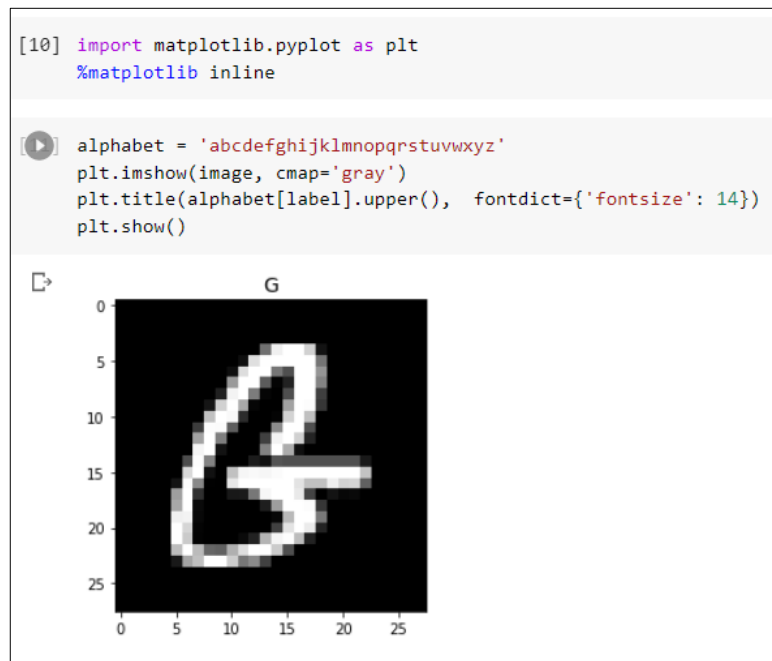 [10] import matplotlib.pyplot as plt
%matplotlib inline
alphabet = 'abcdefghijklmnopqrstuvwxyz'
plt.imshow(image, cmap='gray')
plt.title(alphabet[label].upper(),  fontdict={'fontsize': 14})
plt.show()
G
0
5
10
15
20
25
0 5 10 15 20 25